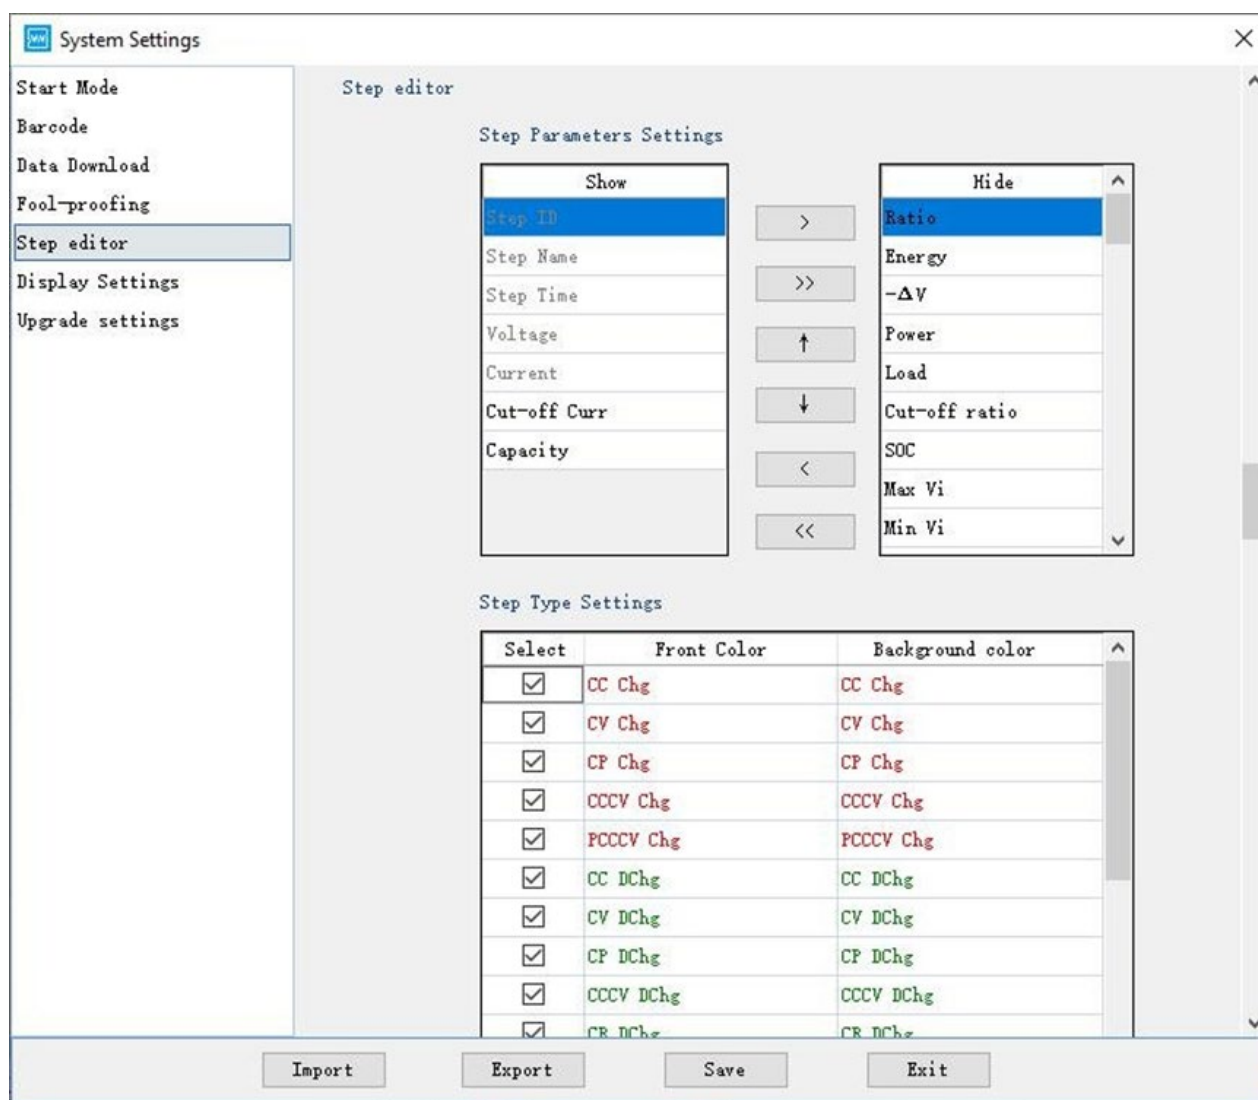 System Settings
Start Mode
Barcode
Data Download
Fool-proofing
Step editor
Display Settings
Upgrade settings
Step editor
Step Parameters Settings
Show
Step ID
Step Name
Step Time
Voltage
Current
Cut-off Curr
Capacity
>
>>
↑
↓
<
<<
Hide
Ratio
Energy
-ΔV
Power
Load
Cut-off ratio
SOC
Max Vi
Min Vi
Step Type Settings
Select Front Color Background color
CC Chg CC Chg
CV Chg CV Chg
CP Chg CP Chg
CCCV Chg CCCV Chg
PCCCV Chg PCCCV Chg
CC DChg CC DChg
CV DChg CV DChg
CP DChg CP DChg
CCCV DChg CCCV DChg
CR DChg CR DChg
Import Export Save Exit